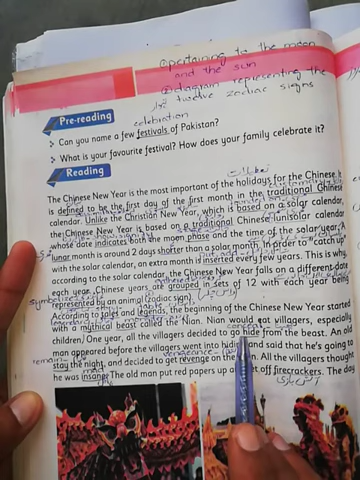 ①pertaining to the moon
and the sun
②diagram representing the
twelve zodiac signs
Pre-reading
celebration
Can you name a few festivals of Pakistan?
What is your favourite festival? How does your family celebrate it?
Reading
The Chinese New Year is the most important of the holidays for the Chinese. It
is defined to be the first day of the first month in the traditional Chinese
calendar. Unlike the Christian New Year, which is based on a solar calendar,
the Chinese New Year is based on a traditional Chinese lunisolar calendar
whose date indicates both the moon phase and the time of the solar year. A
lunar month is around 2 days shorter than a solar month. In order to "catch up"
with the solar calendar, an extra month is inserted every few years. This is why,
according to the solar calendar, the Chinese New Year falls on a different date
each year. Chinese years are grouped in sets of 12 with each year being
represented by an animal (zodiac sign).
According to tales and legends, the beginning of the Chinese New Year started
with a mythical beast called the Nian. Nian would eat villagers, especially
children. One year, all the villagers decided to go hide from the beast. An old
conceal
man appeared before the villagers went into hiding and said that he's going to
remain
vengeance
stay the night, and decided to get revenge on the Nian. All the villagers thought
mad
he was insane. The old man put red papers up and set off firecrackers. The day
آتش بازی